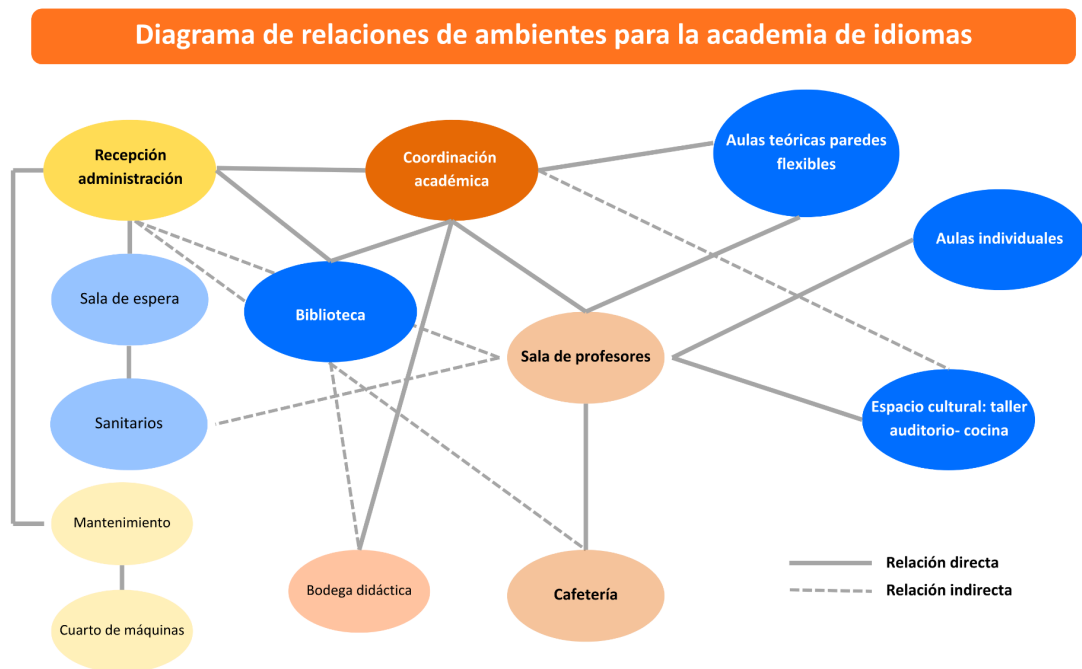 Diagrama de relaciones de ambientes para la academia de idiomas
Recepción
administración
Coordinación
académica
Aulas teóricas paredes
flexibles
Aulas individuales
Sala de espera
Biblioteca
Sala de profesores
Sanitarios
Espacio cultural: taller
auditorio- cocina
Mantenimiento
Bodega didáctica
Cafetería
Cuarto de máquinas
Relación directa
Relación indirecta